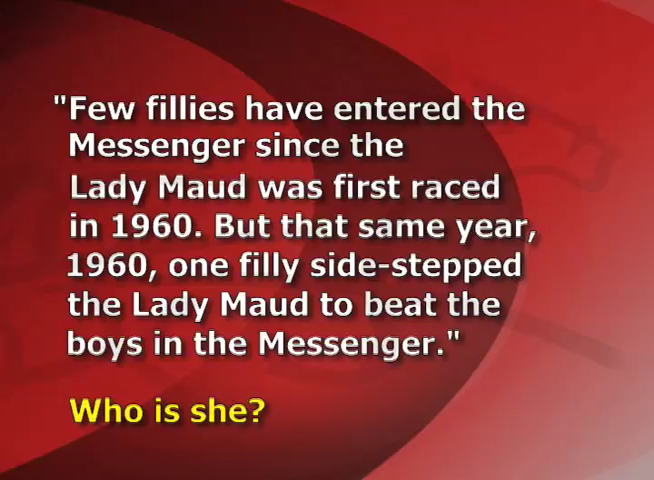 "Few fillies have entered the
Messenger since the
Lady Maud was first raced
in 1960. But that same year,
1960, one filly side-stepped
the Lady Maud to beat the
boys in the Messenger."
Who is she?